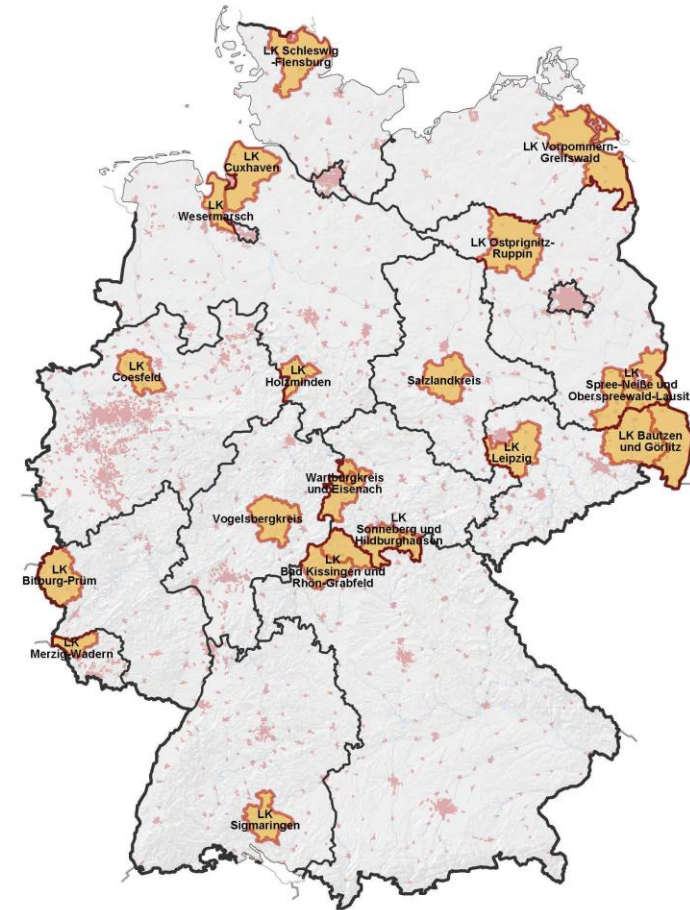 LK Schleswig
-Flensburg
LK Vorpommern-
Greifswald
LK
Cuxhaven
LK
Wesermarsch
LK Ostprignitz-
Ruppin
LK
Coesfeld
LK
Holzminden
Salzlandkreis
LK
Spree-Neiße und
Oberspreewald-Lausit
LK Bautzen
und Görlitz
LK
Leipzig
Wartburgkreis
und Eisenach
Vogelsbergkreis
LK
Sonneberg und
Hildburghausen
LK
Bad Kissingen und
Rhön-Grabfeld
LK
Bitburg-Prüm
LK
Merzig-Wadern
LK
Sigmaringen